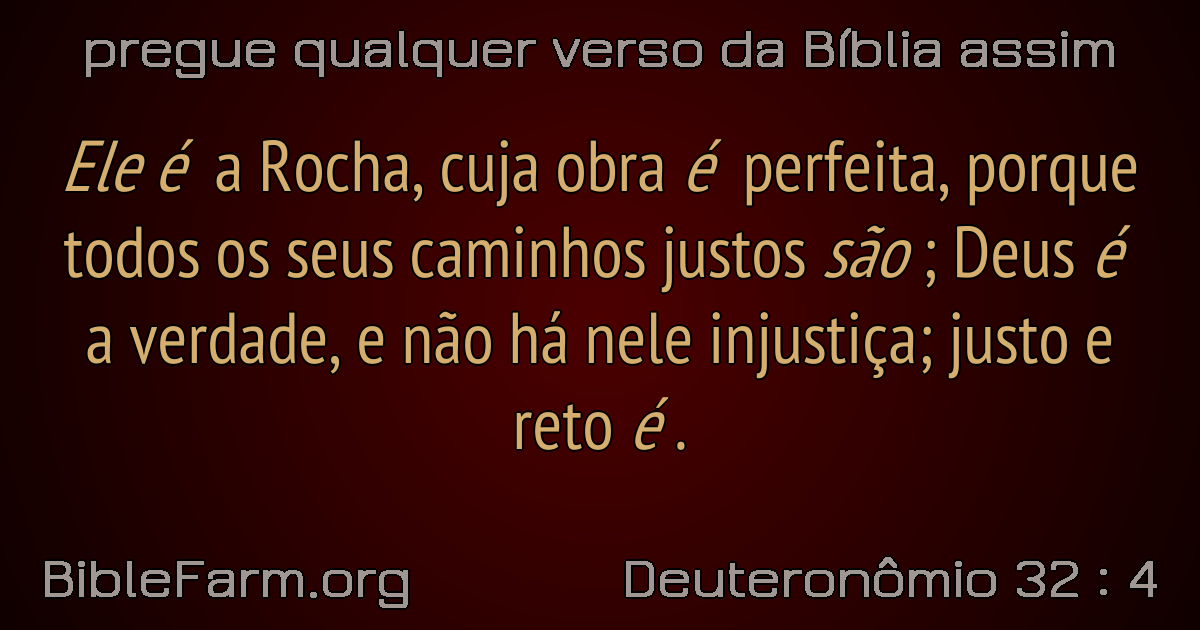 pregue qualquer verso da Bíblia assim
Ele é a Rocha, cuja obra é perfeita, porque
todos os seus caminhos justos são ; Deus é
a verdade, e não há nele injustiça; justo e
reto é .
BibleFarm.org
Deuteronômio 32 : 4